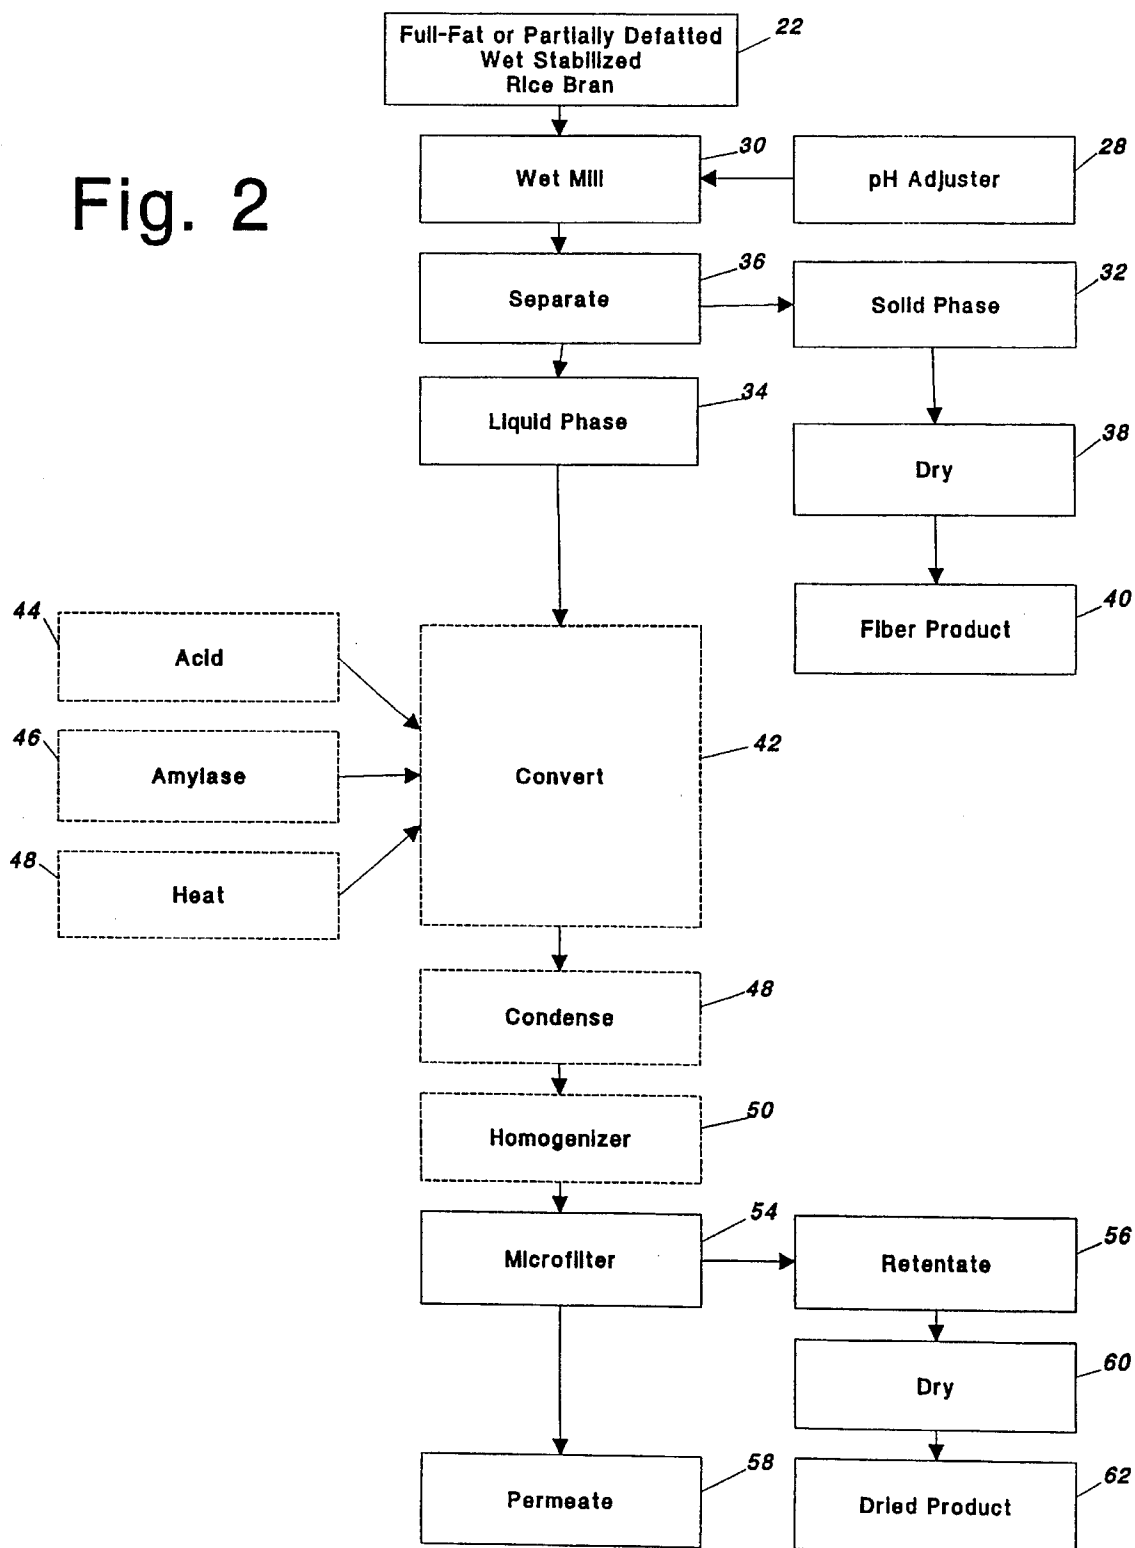 Full-Fat or Partially Defatted
Wet Stabilized
Rice Bran
22
Fig. 2
Wet Mill
30
pH Adjuster
28
Separate
36
Solid Phase
32
Liquid Phase
34
Dry
38
Fiber Product
40
44
Acid
46
Amylase
48
Heat
Convert
42
Condense
48
Homogenizer
50
Microfilter
54
Retentate
56
Dry
60
Permeate
58
Dried Product
62